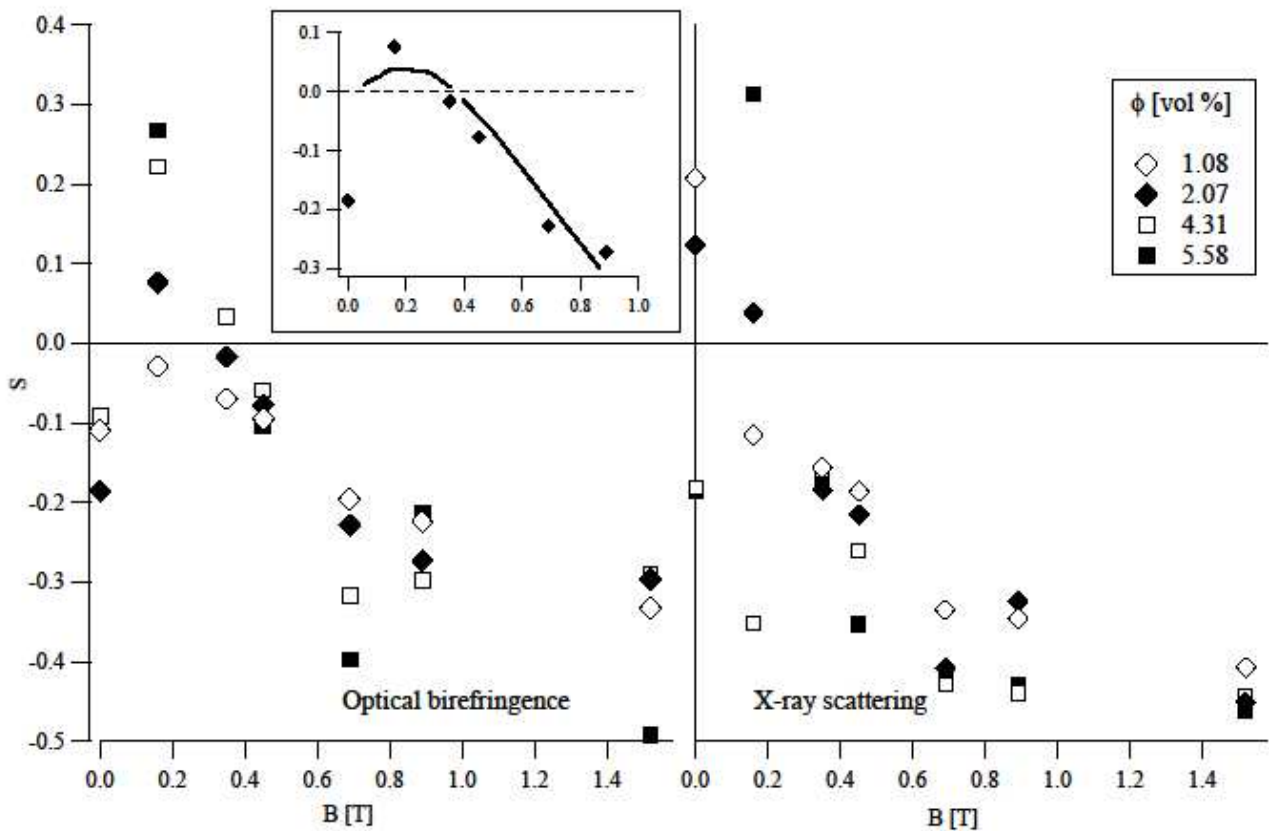 0.4
0.3
0.2
0.1
0.0
-0.1
-0.2
-0.3
-0.4
-0.5
S
0.1
0.0
-0.1
-0.2
-0.3
0.0 0.2 0.4 0.6 0.8 1.0
ϕ [vol %]
1.08
2.07
4.31
5.58
Optical birefringence
X-ray scattering
0.0 0.2 0.4 0.6 0.8 1.0 1.2 1.4
0.0 0.2 0.4 0.6 0.8 1.0 1.2 1.4
B [T]
B [T]